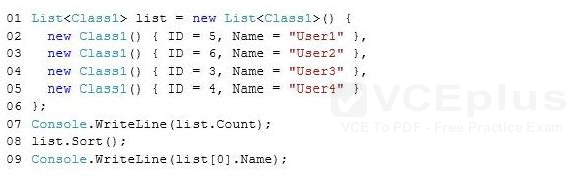 01 List<Class1> list = new List<Class1>() {
02   new Class1() { ID = 5, Name = "User1" },
03   new Class1() { ID = 6, Name = "User2" },
04   new Class1() { ID = 3, Name = "User3" },
05   new Class1() { ID = 4, Name = "User4" }
06 };
07 Console.WriteLine(list.Count);
08 list.Sort();
09 Console.WriteLine(list[0].Name);
VCEplus
VCE To PDF - Free Practice Exam